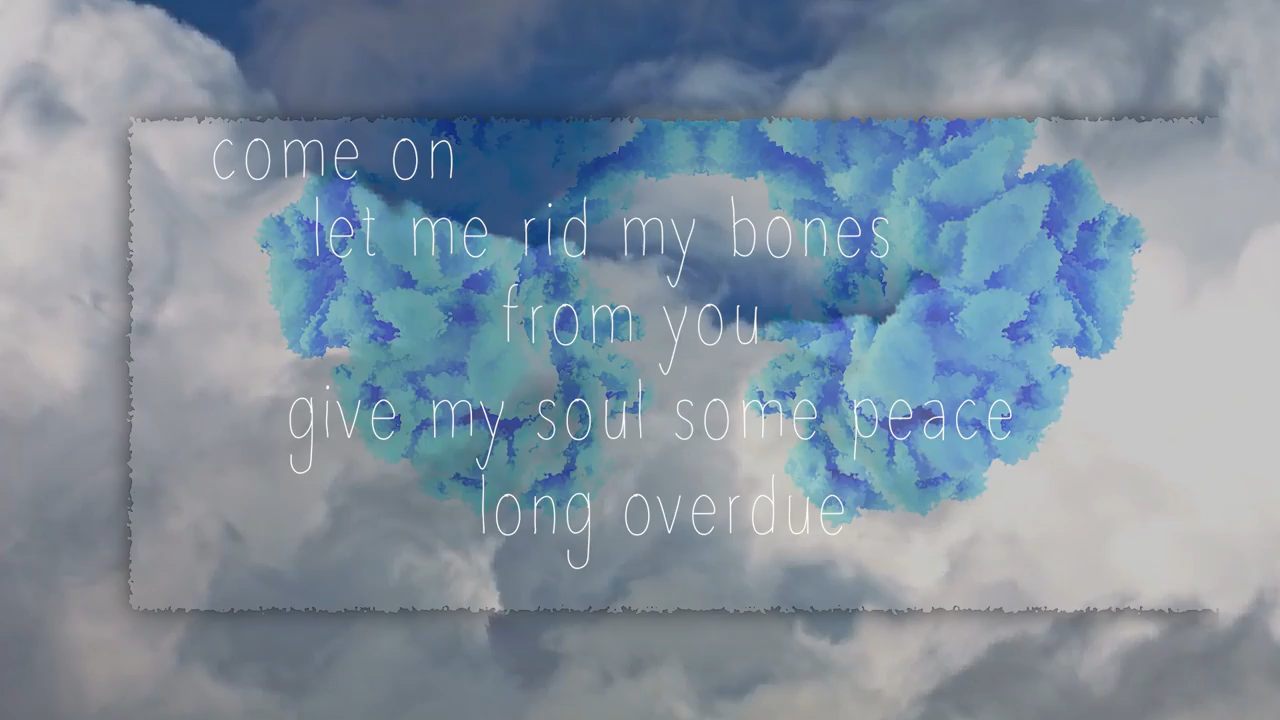 come on
let me rid my bones
from you
give my soul some peace
long overdue